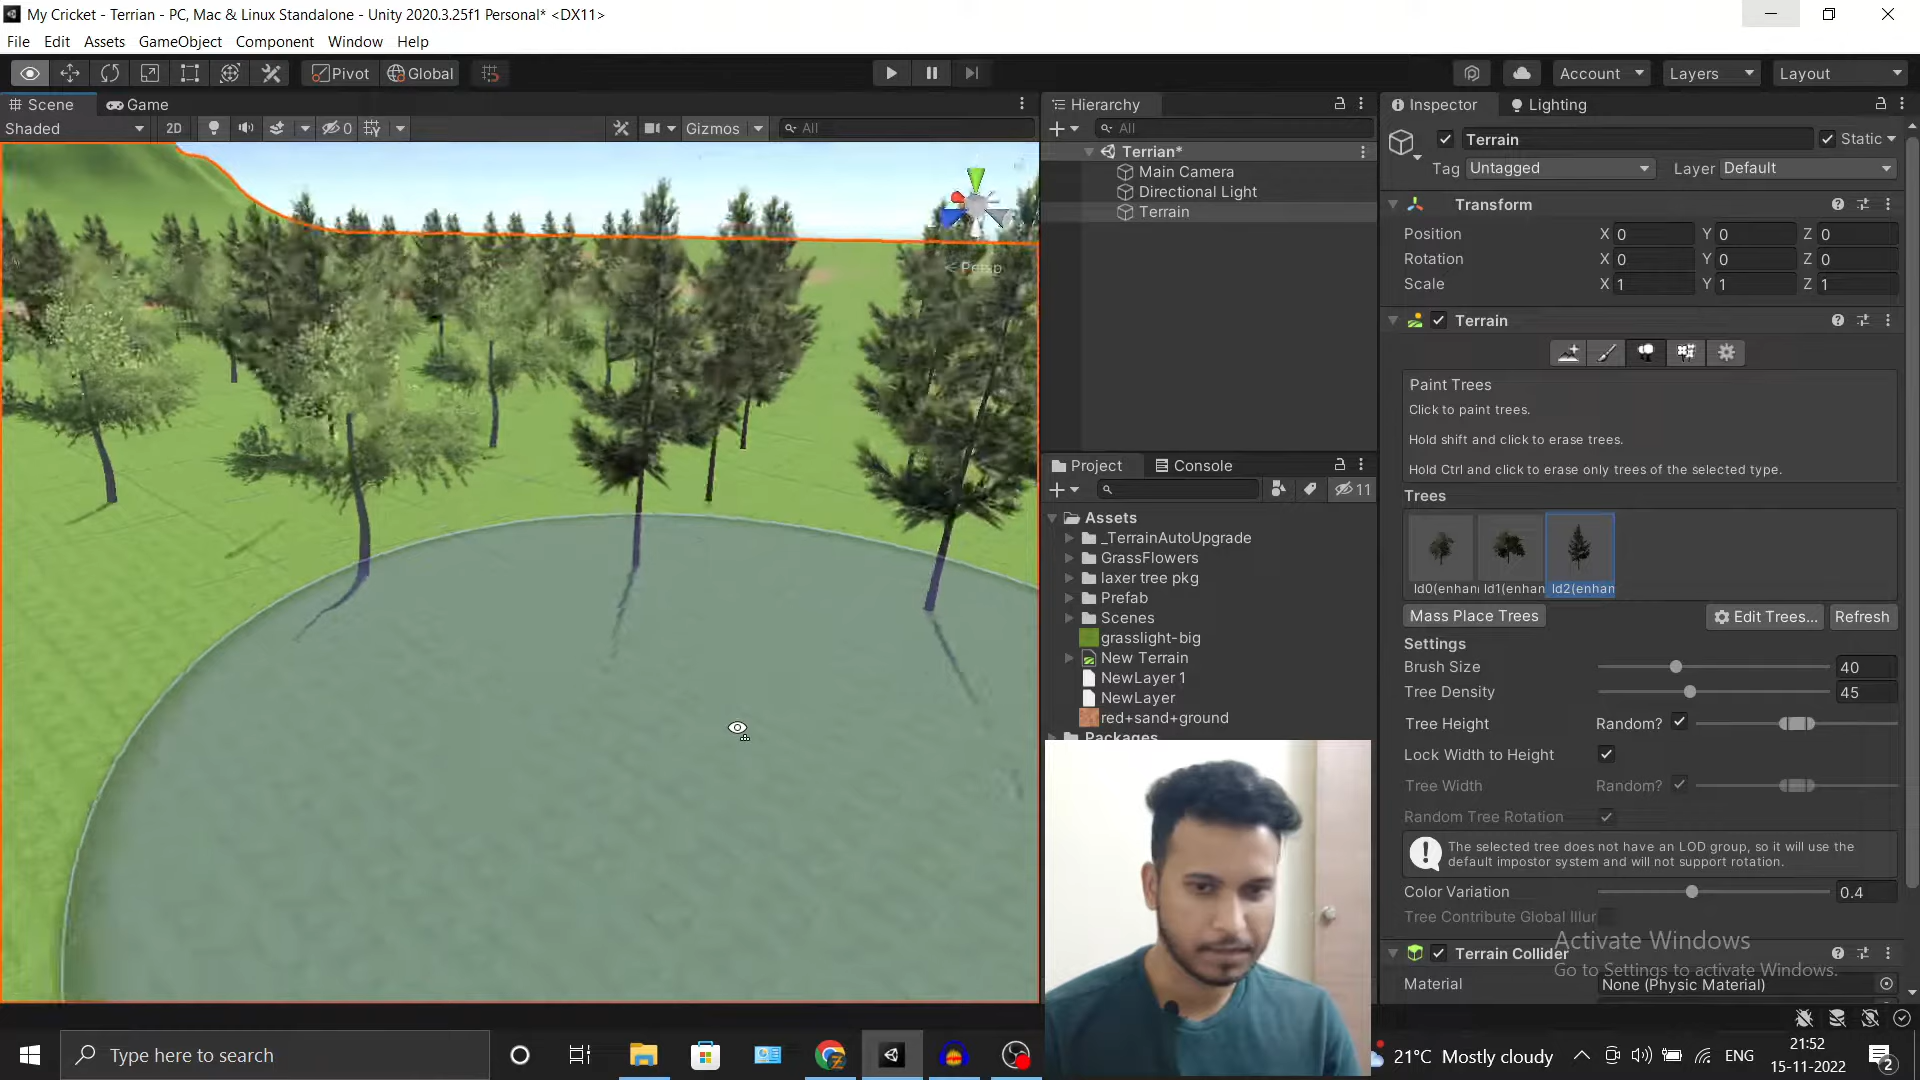 My Cricket - Terrian - PC, Mac & Linux Standalone - Unity 2020.3.25f1 Personal* <DX11>
File Edit Assets GameObject Component Window Help
Pivot Global Account Layers Layout
Scene Game
Shaded 2D 0 Gizmos All
Persp
Hierarchy
All
Terrian*
Main Camera
Directional Light
Terrain
Project Console
11
Assets
_TerrainAutoUpgrade
GrassFlowers
laxer tree pkg
Prefab
Scenes
grasslight-big
New Terrain
NewLayer 1
NewLayer
red+sand+ground
Packages
Inspector Lighting
Terrain Static
Tag Untagged Layer Default
Transform
Position X 0 Y 0 Z 0
Rotation X 0 Y 0 Z 0
Scale X 1 Y 1 Z 1
Terrain
Paint Trees
Click to paint trees.
Hold shift and click to erase trees.
Hold Ctrl and click to erase only trees of the selected type.
Trees
ld0(enhan ld1(enhan ld2(enhan
Mass Place Trees Edit Trees... Refresh
Settings
Brush Size 40
Tree Density 45
Tree Height Random?
Lock Width to Height
Tree Width Random?
Random Tree Rotation
The selected tree does not have an LOD group, so it will use the
default impostor system and will not support rotation.
Color Variation 0.4
Tree Contribute Global Illur
Terrain Collider
Material None (Physic Material)
Activate Windows
Go to Settings to activate Windows.
Type here to search
21°C Mostly cloudy ENG
21:52
15-11-2022
2